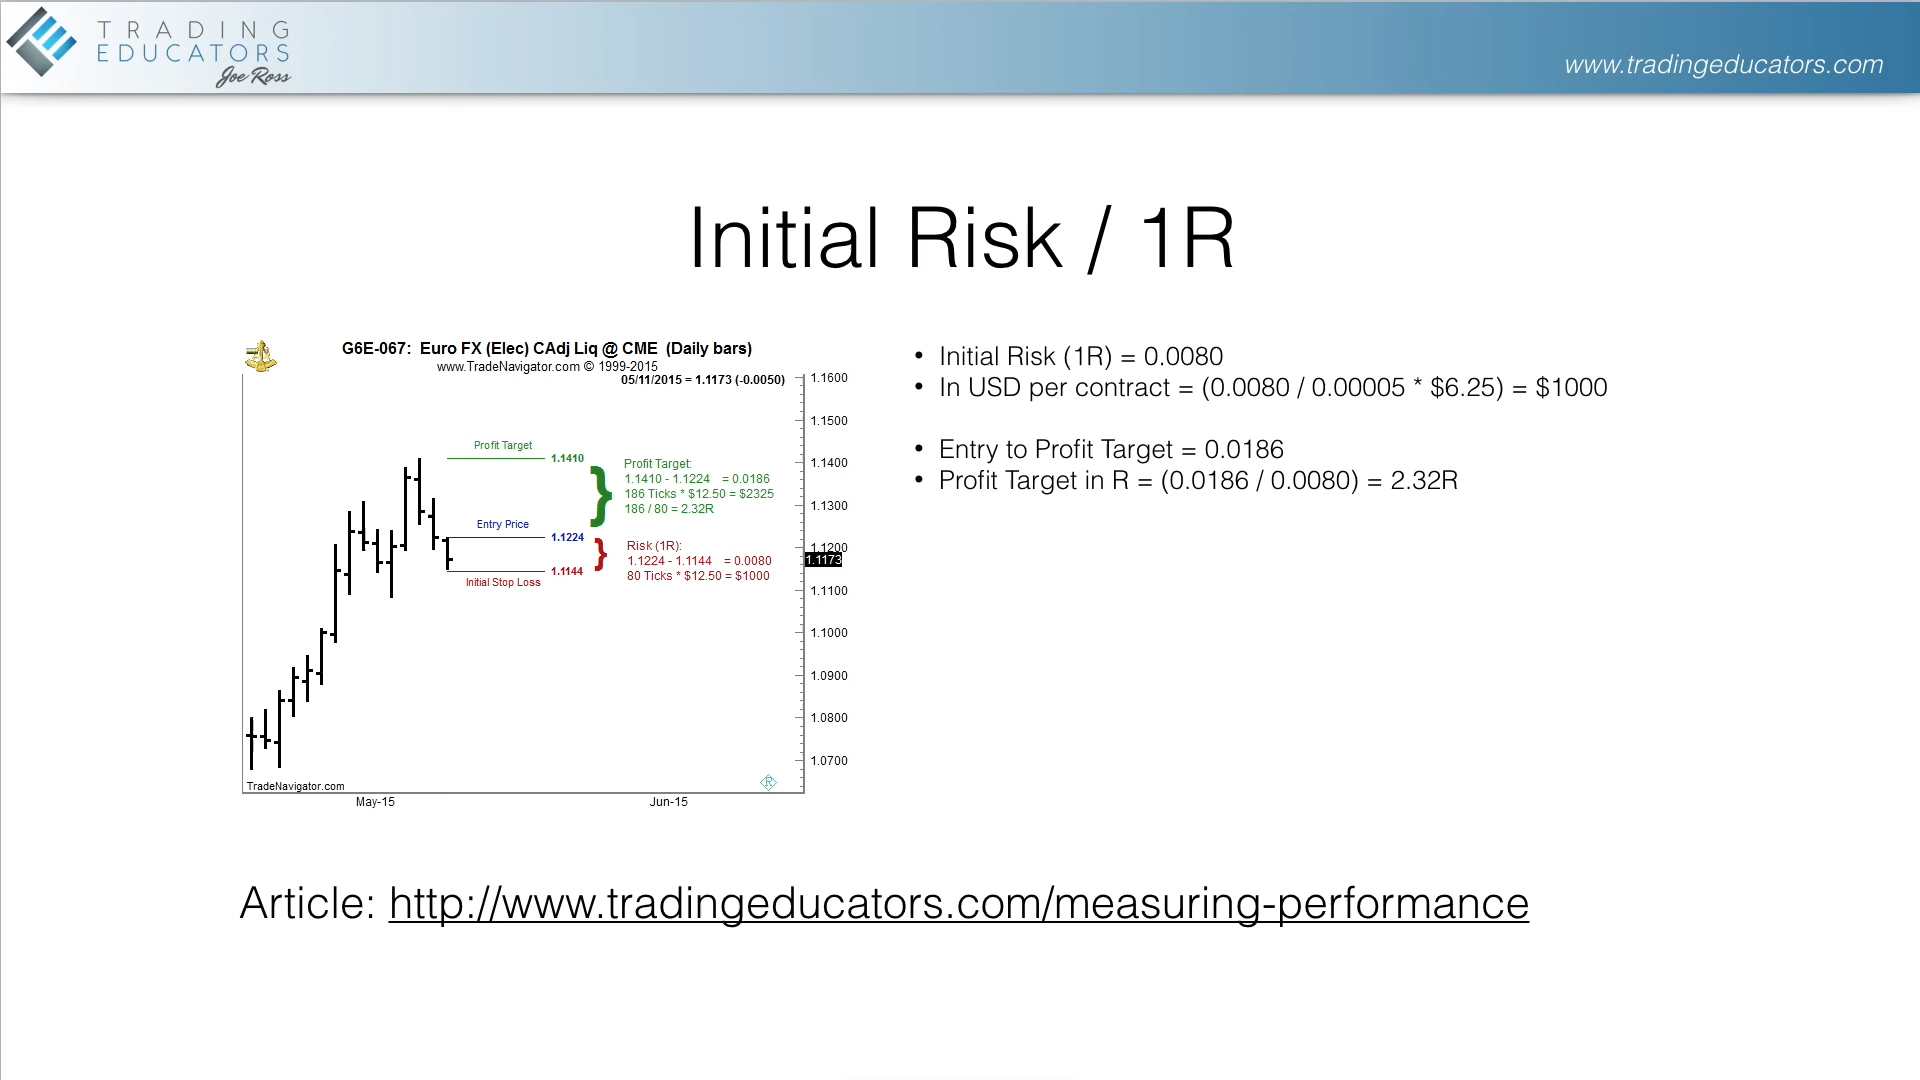 TRADING
EDUCATORS
Joe Ross
www.tradingeducators.com
Initial Risk / 1R
G6E-067: Euro FX (Elec) CAdj Liq @ CME (Daily bars)
www.TradeNavigator.com © 1999-2015
05/11/2015 = 1.1173 (-0.0050)
Profit Target
1.1410
Profit Target:
1.1410 - 1.1224 = 0.0186
186 Ticks * $12.50 = $2325
186 / 80 = 2.32R
Entry Price
1.1224
Risk (1R):
1.1224 - 1.1144 = 0.0080
80 Ticks * $12.50 = $1000
1.1144
Initial Stop Loss
1.1600
1.1500
1.1400
1.1300
1.1200
1.1173
1.1100
1.1000
1.0900
1.0800
1.0700
TradeNavigator.com
R
May-15
Jun-15
• Initial Risk (1R) = 0.0080
• In USD per contract = (0.0080 / 0.00005 * $6.25) = $1000
• Entry to Profit Target = 0.0186
• Profit Target in R = (0.0186 / 0.0080) = 2.32R
Article: http://www.tradingeducators.com/measuring-performance